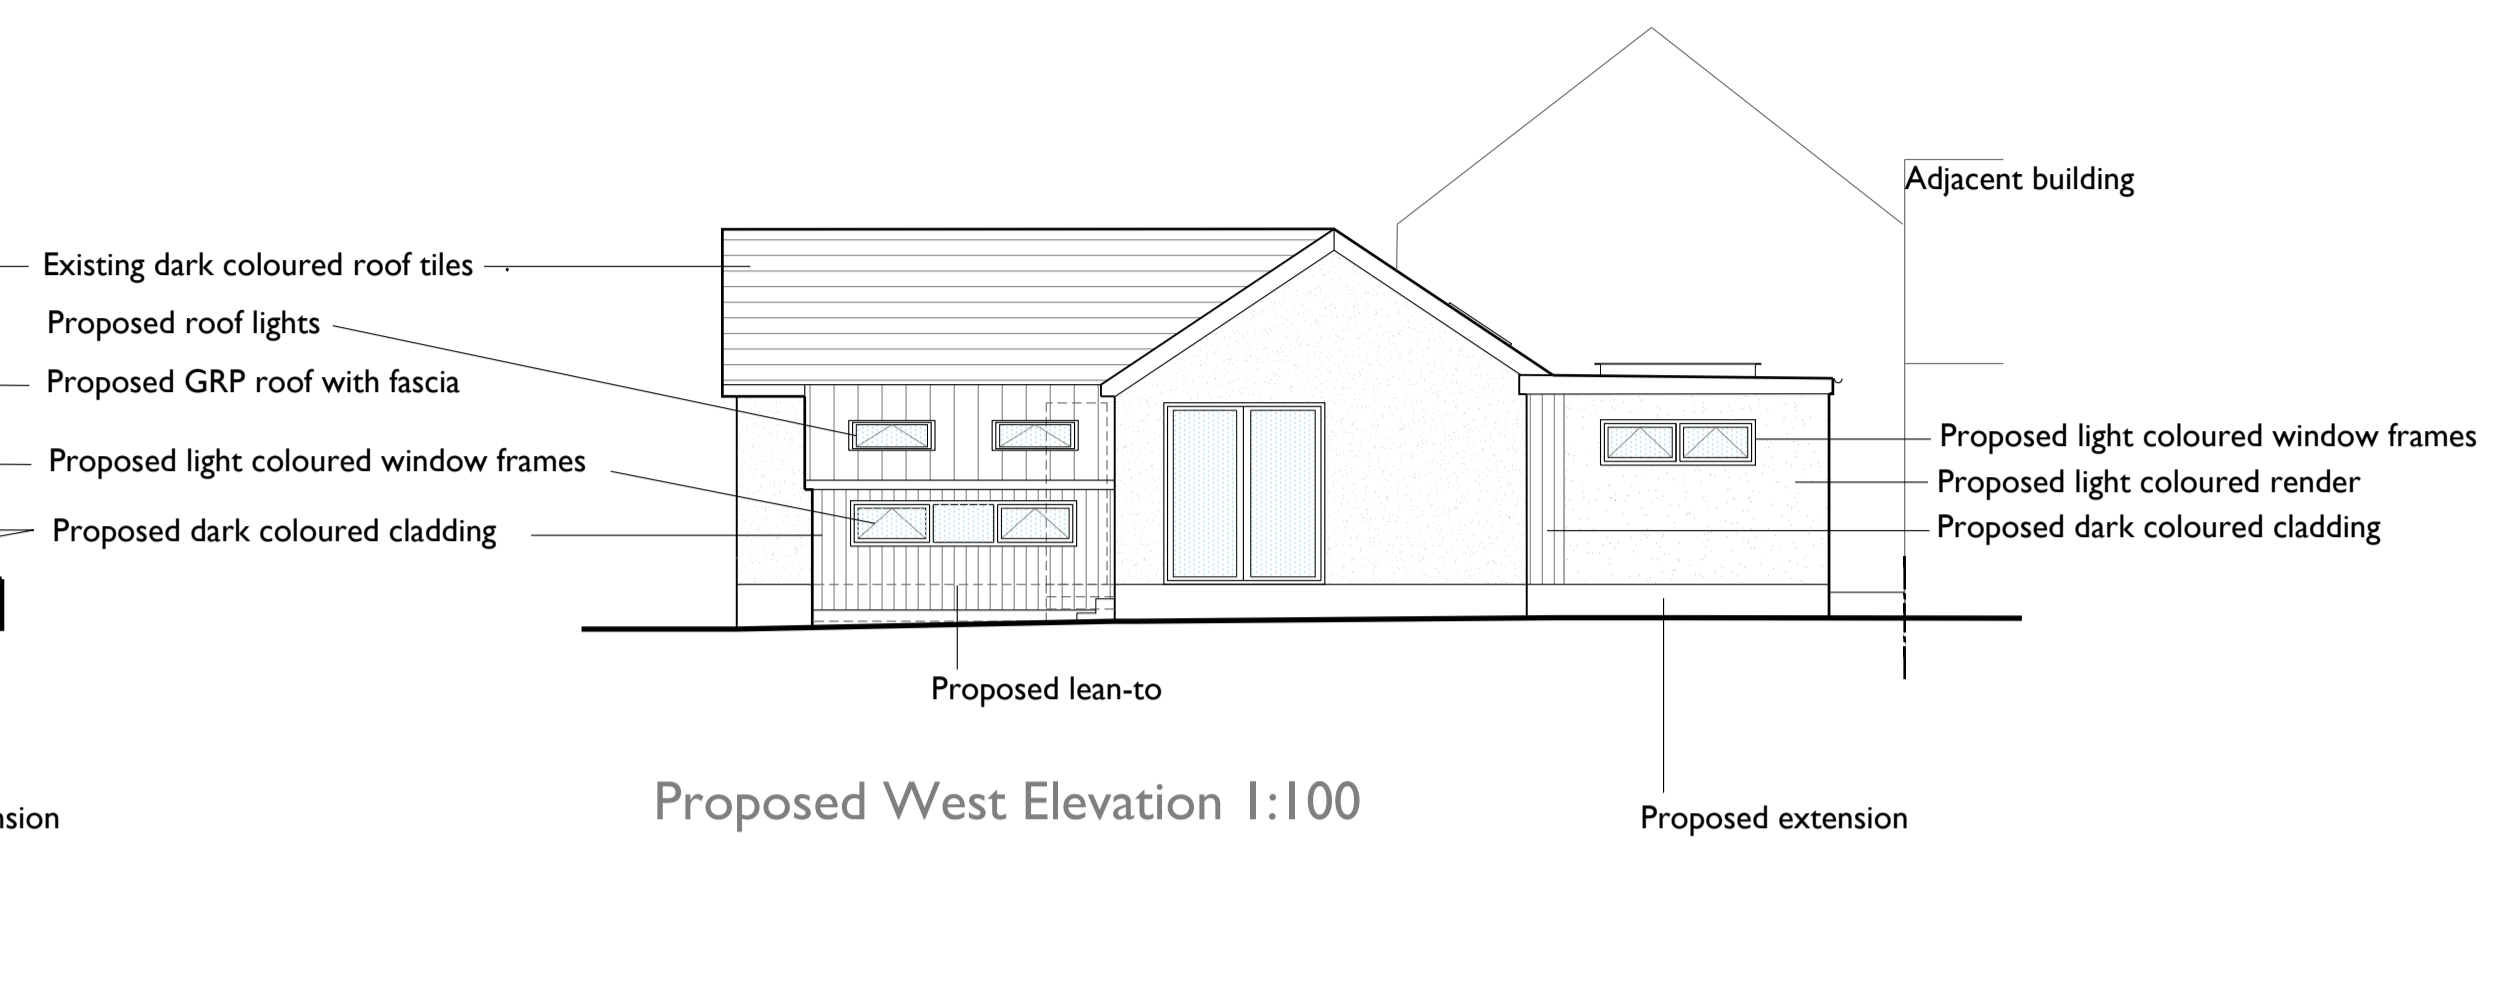 Adjacent building
Existing dark coloured roof tiles
Proposed roof lights
Proposed GRP roof with fascia
Proposed light coloured window frames
Proposed dark coloured cladding
Proposed light coloured window frames
Proposed light coloured render
Proposed dark coloured cladding
Proposed lean-to
Proposed West Elevation 1:100
nsion
Proposed extension